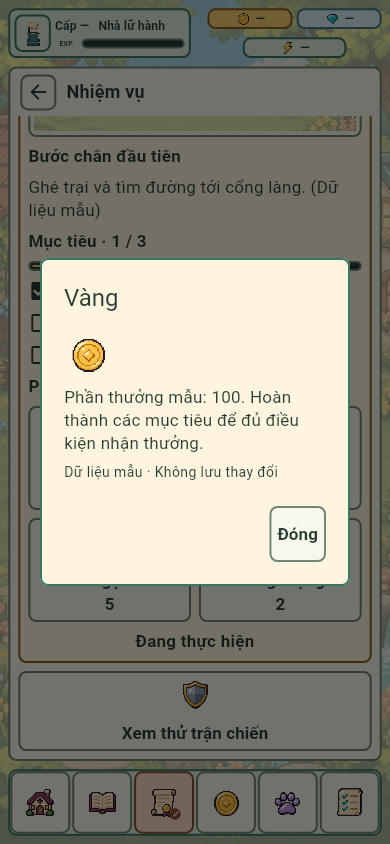 Cấp — Nhà lữ hành
EXP
—
—
—
Nhiệm vụ
Bước chân đầu tiên
Ghé trại và tìm đường tới cổng làng. (Dữ
liệu mẫu)
Mục tiêu · 1 / 3
P
Vàng
Phần thưởng mẫu: 100. Hoàn
thành các mục tiêu để đủ điều
kiện nhận thưởng.
Dữ liệu mẫu · Không lưu thay đổi
Đóng
5
2
Đang thực hiện
Xem thử trận chiến